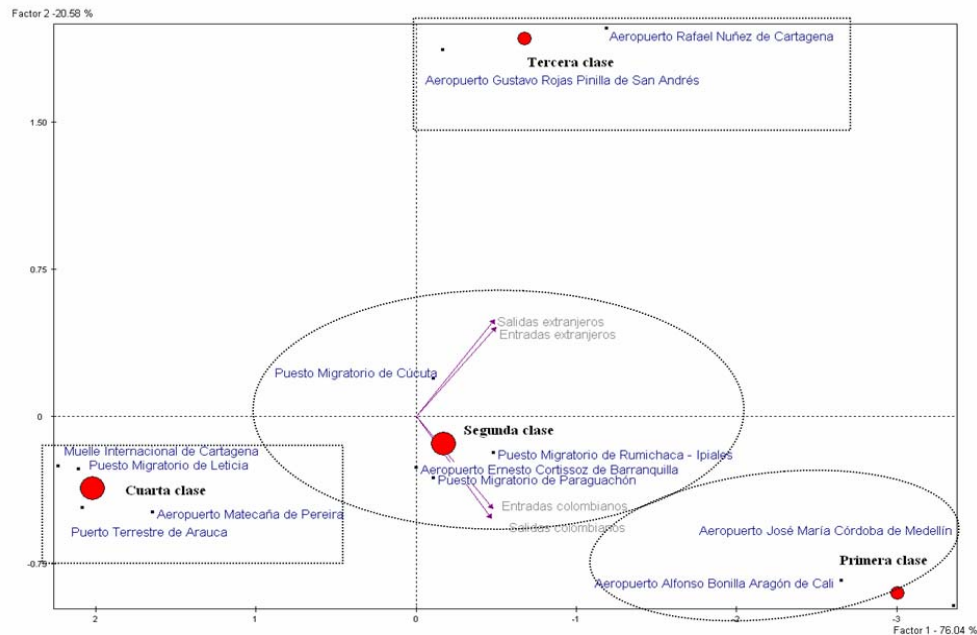 Factor 2 -20.58 %
Aeropuerto Rafael Nuñez de Cartagena
Tercera clase
Aeropuerto Gustavo Rojas Pinilla de San Andrés
1.50
0.75
Salidas extranjeros
Entradas extranjeros
Puesto Migratorio de Cúcuta
0
Segunda clase
Muelle Internacional de Cartagena
Puesto Migratorio de Rumichaca - Ipiales
Puesto Migratorio de Leticia
Aeropuerto Ernesto Cortissoz de Barranquilla
Puesto Migratorio de Paraguachón
Cuarta clase
Entradas colombianos
Aeropuerto Matecaña de Pereira
Salidas colombianos
Puerto Terrestre de Arauca
Aeropuerto José María Córdoba de Medellín
-0.75
Primera clase
Aeropuerto Alfonso Bonilla Aragón de Cali
2
1
0
-1
-2
-3
Factor 1 - 76.04 %